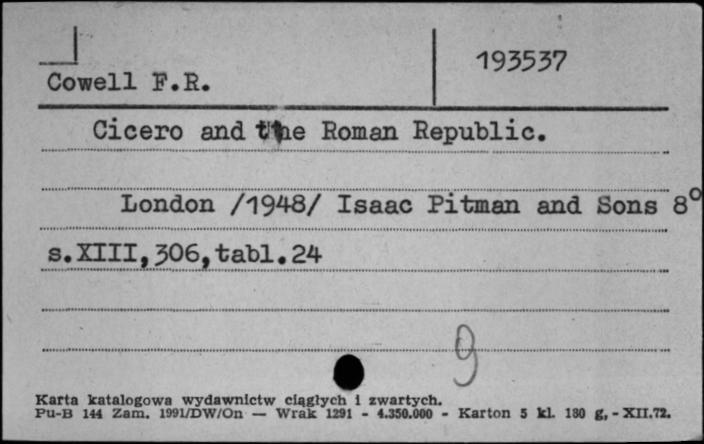 193537
Cowell F.R.
Cicero and the Roman Republic.
London /1948/ Isaac Pitman and Sons 8°
s.XIII,306,tabl.24
9
Karta katalogowa wydawnictw ciągłych i zwartych.
Pu-B 144 Zam. 1991/DW/On — Wrak 1291 - 4.350.000 - Karton 5 kl. 180 g, - XII.72.